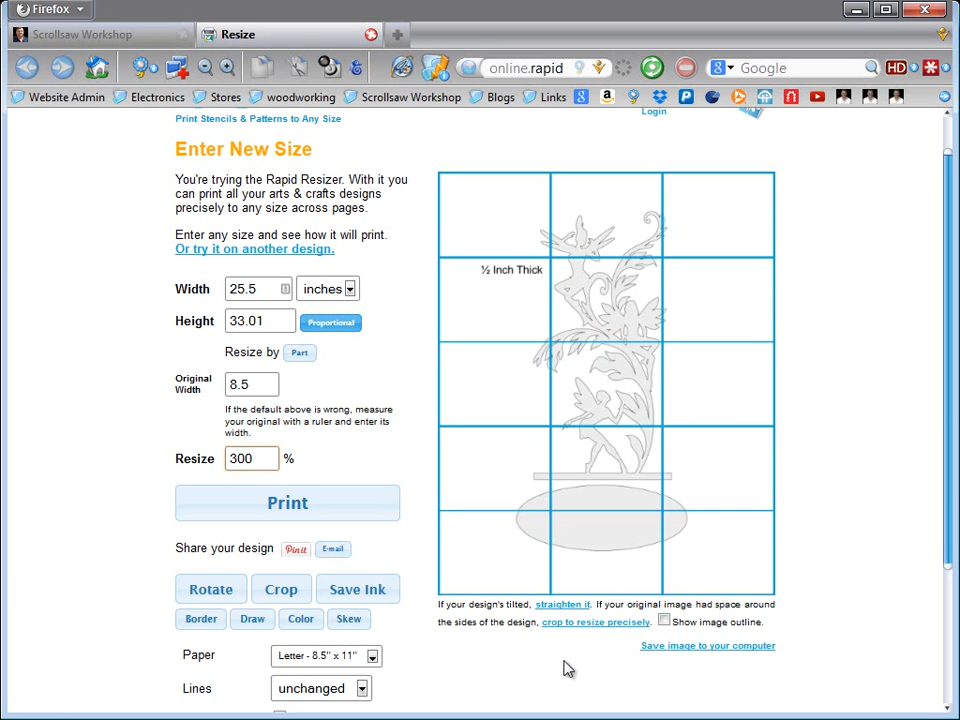 Firefox
Scrollsaw Workshop
Resize
online.rapid
Google
HD
Website Admin
Electronics
Stores
woodworking
Scrollsaw Workshop
Blogs
Links
Print Stencils & Patterns to Any Size
Login
Enter New Size
You're trying the Rapid Resizer. With it you
can print all your arts & crafts designs
precisely to any size across pages.
Enter any size and see how it will print.
Or try it on another design.
Width 25.5 inches
Height 33.01 Proportional
Resize by Part
Original
Width 8.5
If the default above is wrong, measure
your original with a ruler and enter its
width.
Resize 300 %
Print
Share your design Pin it E-mail
Rotate Crop Save Ink
Border Draw Color Skew
Paper Letter - 8.5" x 11"
Lines unchanged
½ Inch Thick
If your design's tilted, straighten it. If your original image had space around
the sides of the design, crop to resize precisely. Show image outline.
Save image to your computer